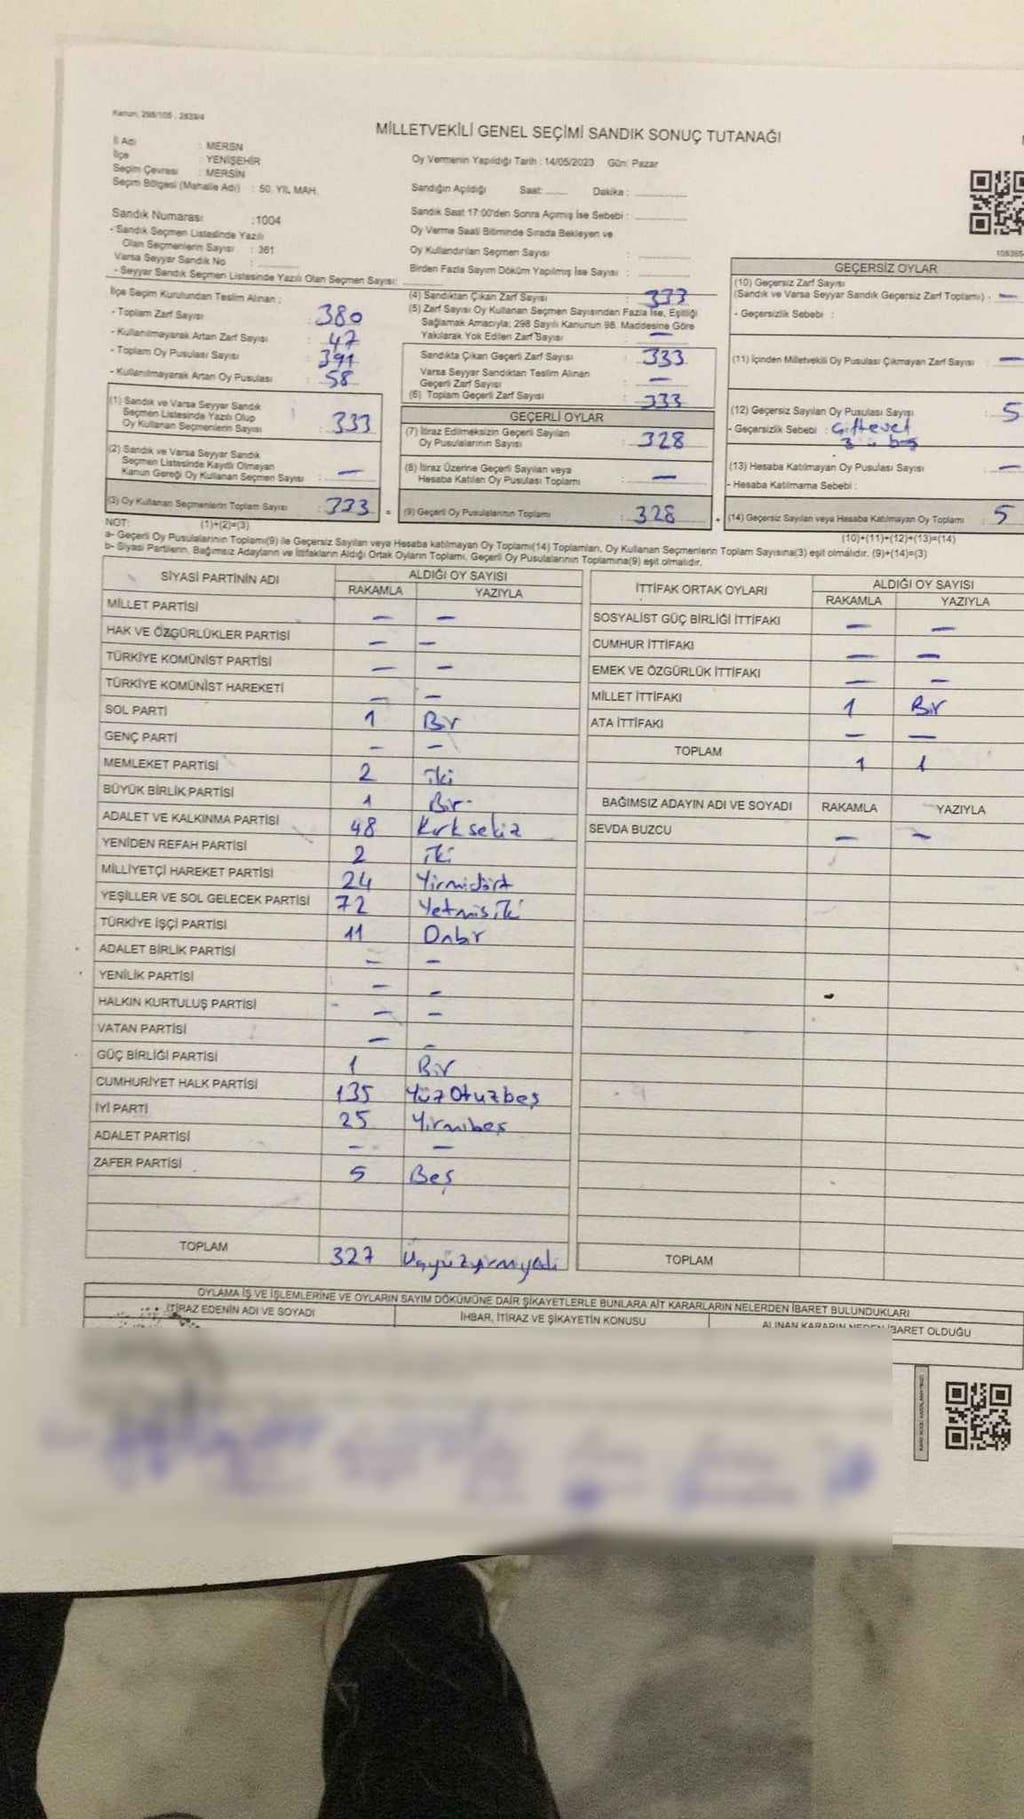 Kanun; 298/105 , 2839/4
MİLLETVEKİLİ GENEL SEÇİMİ SANDIK SONUÇ TUTANAĞI
İl Adı : MERSN
İlçe : YENİŞEHİR
Seçim Çevresi : MERSİN
Seçim Bölgesi (Mahalle Adı) : 50. YIL MAH.
Oy Vermenin Yapıldığı Tarih : 14/05/2023 Gün: Pazar
Sandığın Açıldığı Saat: ...... Dakika : ..............
Sandık Saat 17:00'den Sonra Açımış İse Sebebi : ..............
Oy Verme Saati Bitiminde Sırada Bekleyen ve
Oy Kullandırılan Seçmen Sayısı : ..............
Birden Fazla Sayım Döküm Yapılmış İse Sayısı : ..............
Sandık Numarası :1004
- Sandık Seçmen Listesinde Yazılı
Olan Seçmenlerin Sayısı : 361
Varsa Seyyar Sandık No : ..............
- Seyyar Sandık Seçmen Listesinde Yazılı Olan Seçmen Sayısı: ..............
İlçe Seçim Kurulundan Teslim Alınan ;
- Toplam Zarf Sayısı : 380
- Kullanılmayarak Artan Zarf Sayısı : 47
- Toplam Oy Pusulası Sayısı : 391
- Kullanılmayarak Artan Oy Pusulası : 58
(1) Sandık ve Varsa Seyyar Sandık
Seçmen Listesinde Yazılı Olup
Oy Kullanan Seçmenlerin Sayısı : 333
(2) Sandık ve Varsa Seyyar Sandık
Seçmen Listesinde Kayıtlı Olmayan
Kanun Gereği Oy Kullanan Seçmen Sayısı : —
(3) Oy Kullanan Seçmenlerin Toplam Sayısı : 333
(4) Sandıktan Çıkan Zarf Sayısı : 333
(5) Zarf Sayısı Oy Kullanan Seçmen Sayısından Fazla İse, Eşitliği
Sağlamak Amacıyla; 298 Sayılı Kanunun 98. Maddesine Göre
Yakılarak Yok Edilen Zarf Sayısı : —
Sandıkta Çıkan Geçerli Zarf Sayısı : 333
Varsa Seyyar Sandıktan Teslim Alınan
Geçerli Zarf Sayısı : —
(6) Toplam Geçerli Zarf Sayısı : 333
GEÇERLİ OYLAR
(7) İtiraz Edilmeksizin Geçerli Sayılan
Oy Pusulalarının Sayısı : 328
(8) İtiraz Üzerine Geçerli Sayılan veya
Hesaba Katılan Oy Pusulası Toplamı : —
(9) Geçerli Oy Pusulalarının Toplamı : 328
GEÇERSİZ OYLAR
(10) Geçersiz Zarf Sayısı
(Sandık ve Varsa Seyyar Sandık Geçersiz Zarf Toplamı) - —
- Geçersizlik Sebebi :
(11) İçinden Milletvekili Oy Pusulası Çıkmayan Zarf Sayısı : —
(12) Geçersiz Sayılan Oy Pusulası Sayısı : 5
- Geçersizlik Sebebi :
(13) Hesaba Katılmayan Oy Pusulası Sayısı : —
- Hesaba Katılmama Sebebi :
(14) Geçersiz Sayılan veya Hesaba Katılmayan Oy Toplamı : 5
NOT: (1)+(2)=(3)
(10)+(11)+(12)+(13)=(14)
a- Geçerli Oy Pusulalarının Toplamı(9) ile Geçersiz Sayılan veya Hesaba katılmayan Oy Toplamı(14) Toplamları, Oy Kullanan Seçmenlerin Toplam Sayısına(3) eşit olmalıdır. (9)+(14)=(3)
b- Siyasi Partilerin, Bağımsız Adayların ve İttifakların Aldığı Ortak Oyların Toplamı, Geçerli Oy Pusulalarının Toplamına(9) eşit olmalıdır.
SİYASİ PARTİNİN ADI ALDIĞI OY SAYISI
RAKAMLA YAZIYLA
MİLLET PARTİSİ — —
HAK VE ÖZGÜRLÜKLER PARTİSİ — —
TÜRKİYE KOMÜNİST PARTİSİ — —
TÜRKİYE KOMÜNİST HAREKETİ — —
SOL PARTİ 1 Bir
GENÇ PARTİ — —
MEMLEKET PARTİSİ 2 iki
BÜYÜK BİRLİK PARTİSİ 1 Bir
ADALET VE KALKINMA PARTİSİ 48 Kırksekiz
YENİDEN REFAH PARTİSİ 2 iki
MİLLİYETÇİ HAREKET PARTİSİ 24 Yirmidört
YEŞİLLER VE SOL GELECEK PARTİSİ 72 Yetmişiki
TÜRKİYE İŞÇİ PARTİSİ 11 Onbir
ADALET BİRLİK PARTİSİ — —
YENİLİK PARTİSİ — —
HALKIN KURTULUŞ PARTİSİ — —
VATAN PARTİSİ — —
GÜÇ BİRLİĞİ PARTİSİ 1 Bir
CUMHURİYET HALK PARTİSİ 135 YüzOtuzbeş
İYİ PARTİ 25 Yirmibeş
ADALET PARTİSİ — —
ZAFER PARTİSİ 5 Beş
TOPLAM 327 Üçyüzyirmiyedi
İTTİFAK ORTAK OYLARI ALDIĞI OY SAYISI
RAKAMLA YAZIYLA
SOSYALİST GÜÇ BİRLİĞİ İTTİFAKI — —
CUMHUR İTTİFAKI — —
EMEK VE ÖZGÜRLÜK İTTİFAKI — —
MİLLET İTTİFAKI 1 Bir
ATA İTTİFAKI — —
TOPLAM 1 1
BAĞIMSIZ ADAYIN ADI VE SOYADI RAKAMLA YAZIYLA
SEVDA BUZCU — —
TOPLAM
OYLAMA İŞ VE İŞLEMLERİNE VE OYLARIN SAYIM DÖKÜMÜNE DAİR ŞİKAYETLERLE BUNLARA AİT KARARLARIN NELERDEN İBARET BULUNDUKLARI
İTİRAZ EDENİN ADI VE SOYADI İHBAR, İTİRAZ VE ŞİKAYETİN KONUSU ALINAN KARARIN NEDEN İBARET OLDUĞU